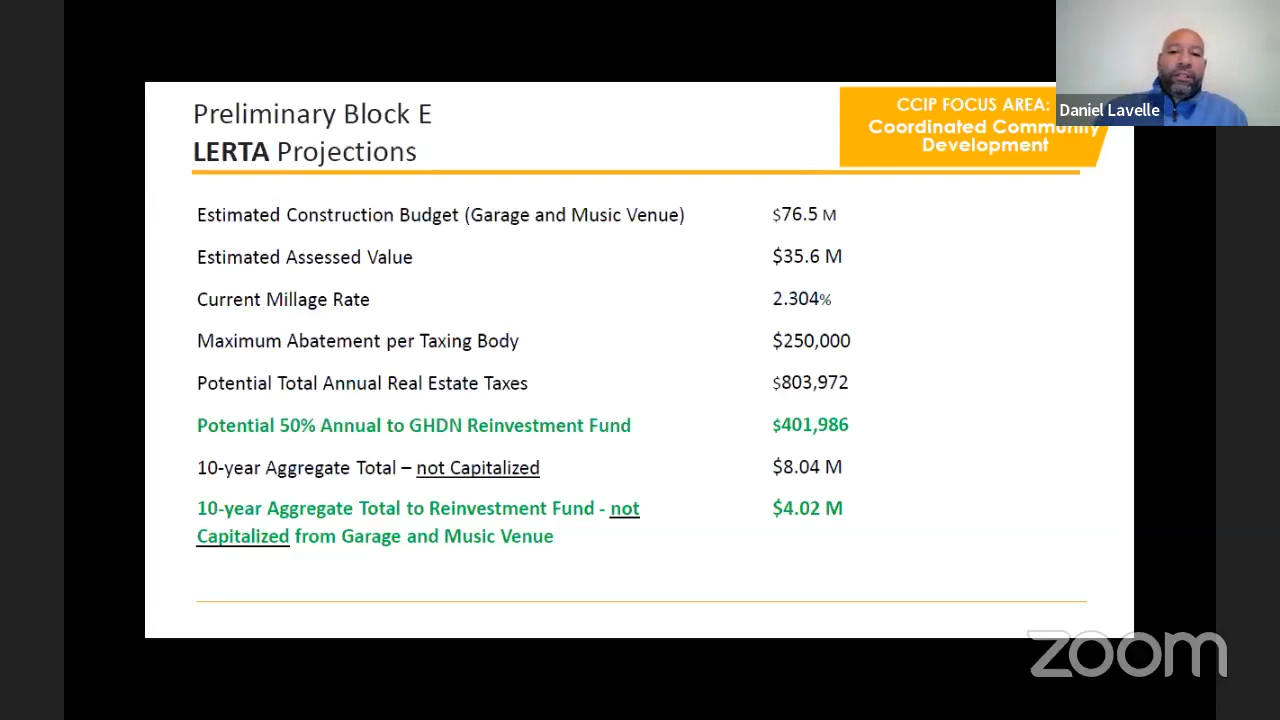 Preliminary Block E
LERTA Projections
CCIP FOCUS AREA:
Coordinated Community
Development
Daniel Lavelle
Estimated Construction Budget (Garage and Music Venue) $76.5 M
Estimated Assessed Value $35.6 M
Current Millage Rate 2.304%
Maximum Abatement per Taxing Body $250,000
Potential Total Annual Real Estate Taxes $803,972
Potential 50% Annual to GHDN Reinvestment Fund $401,986
10-year Aggregate Total – not Capitalized $8.04 M
10-year Aggregate Total to Reinvestment Fund - not $4.02 M
Capitalized from Garage and Music Venue
zoom